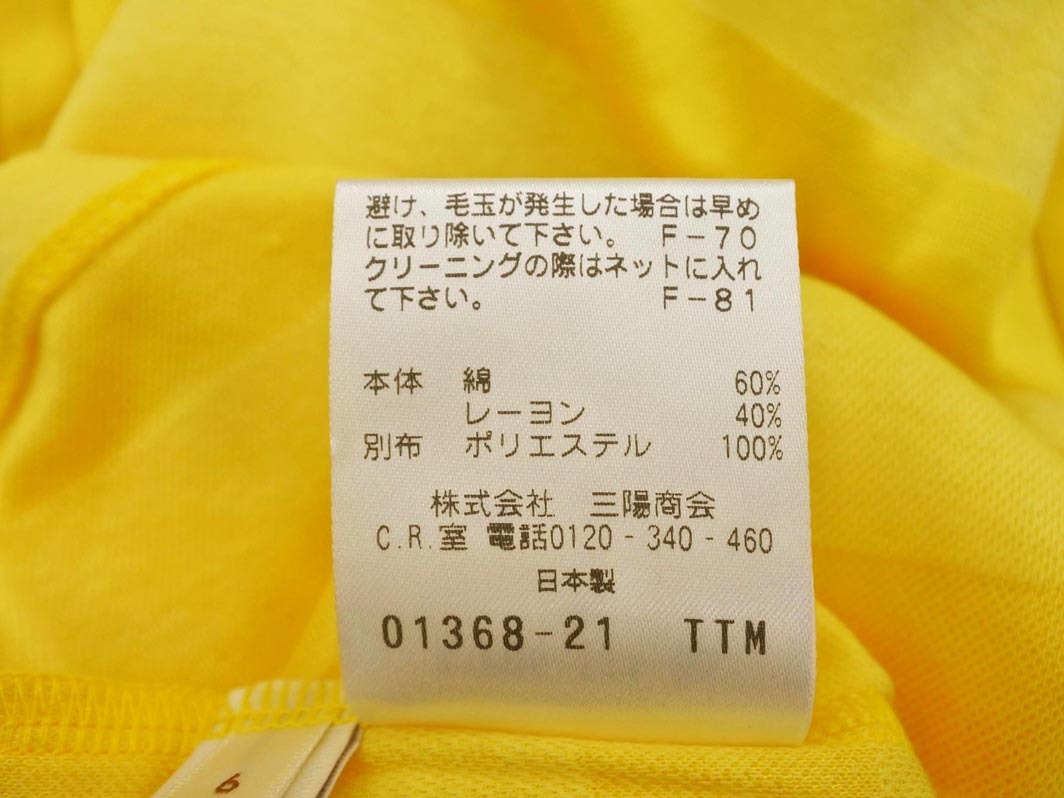 避け、毛玉が発生した場合は早め
に取り除いて下さい。 F-70
クリーニングの際はネットに入れ
て下さい。 F-81
本体 綿 60%
レーヨン 40%
別布 ポリエステル 100%
株式会社 三陽商会
C.R.室 電話0120-340-460
日本製
01368-21 TTM